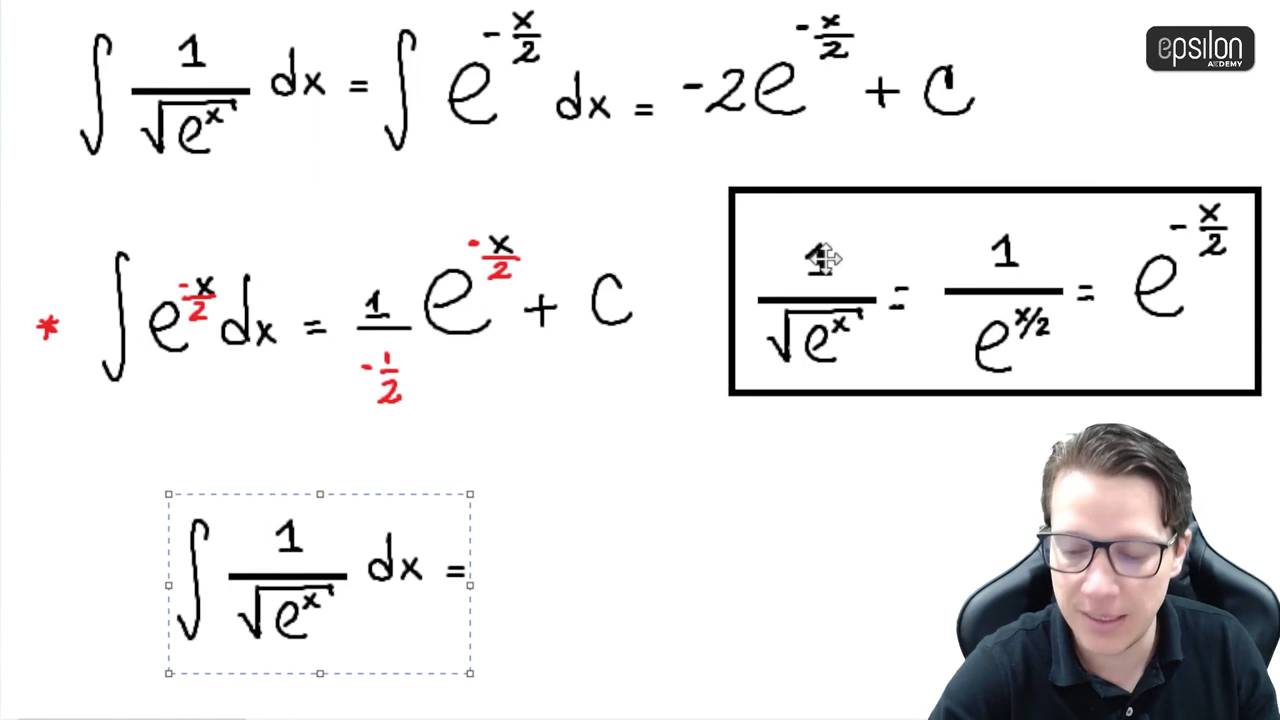 ∫ 1/√(e^x) dx = ∫ e^(-x/2) dx = -2e^(-x/2) + c
epsilon
AKADEMY
* ∫ e^(-x/2) dx = 1/(-1/2) e^(-x/2) + c
1/√(e^x) = 1/e^(x/2) = e^(-x/2)
∫ 1/√(e^x) dx =